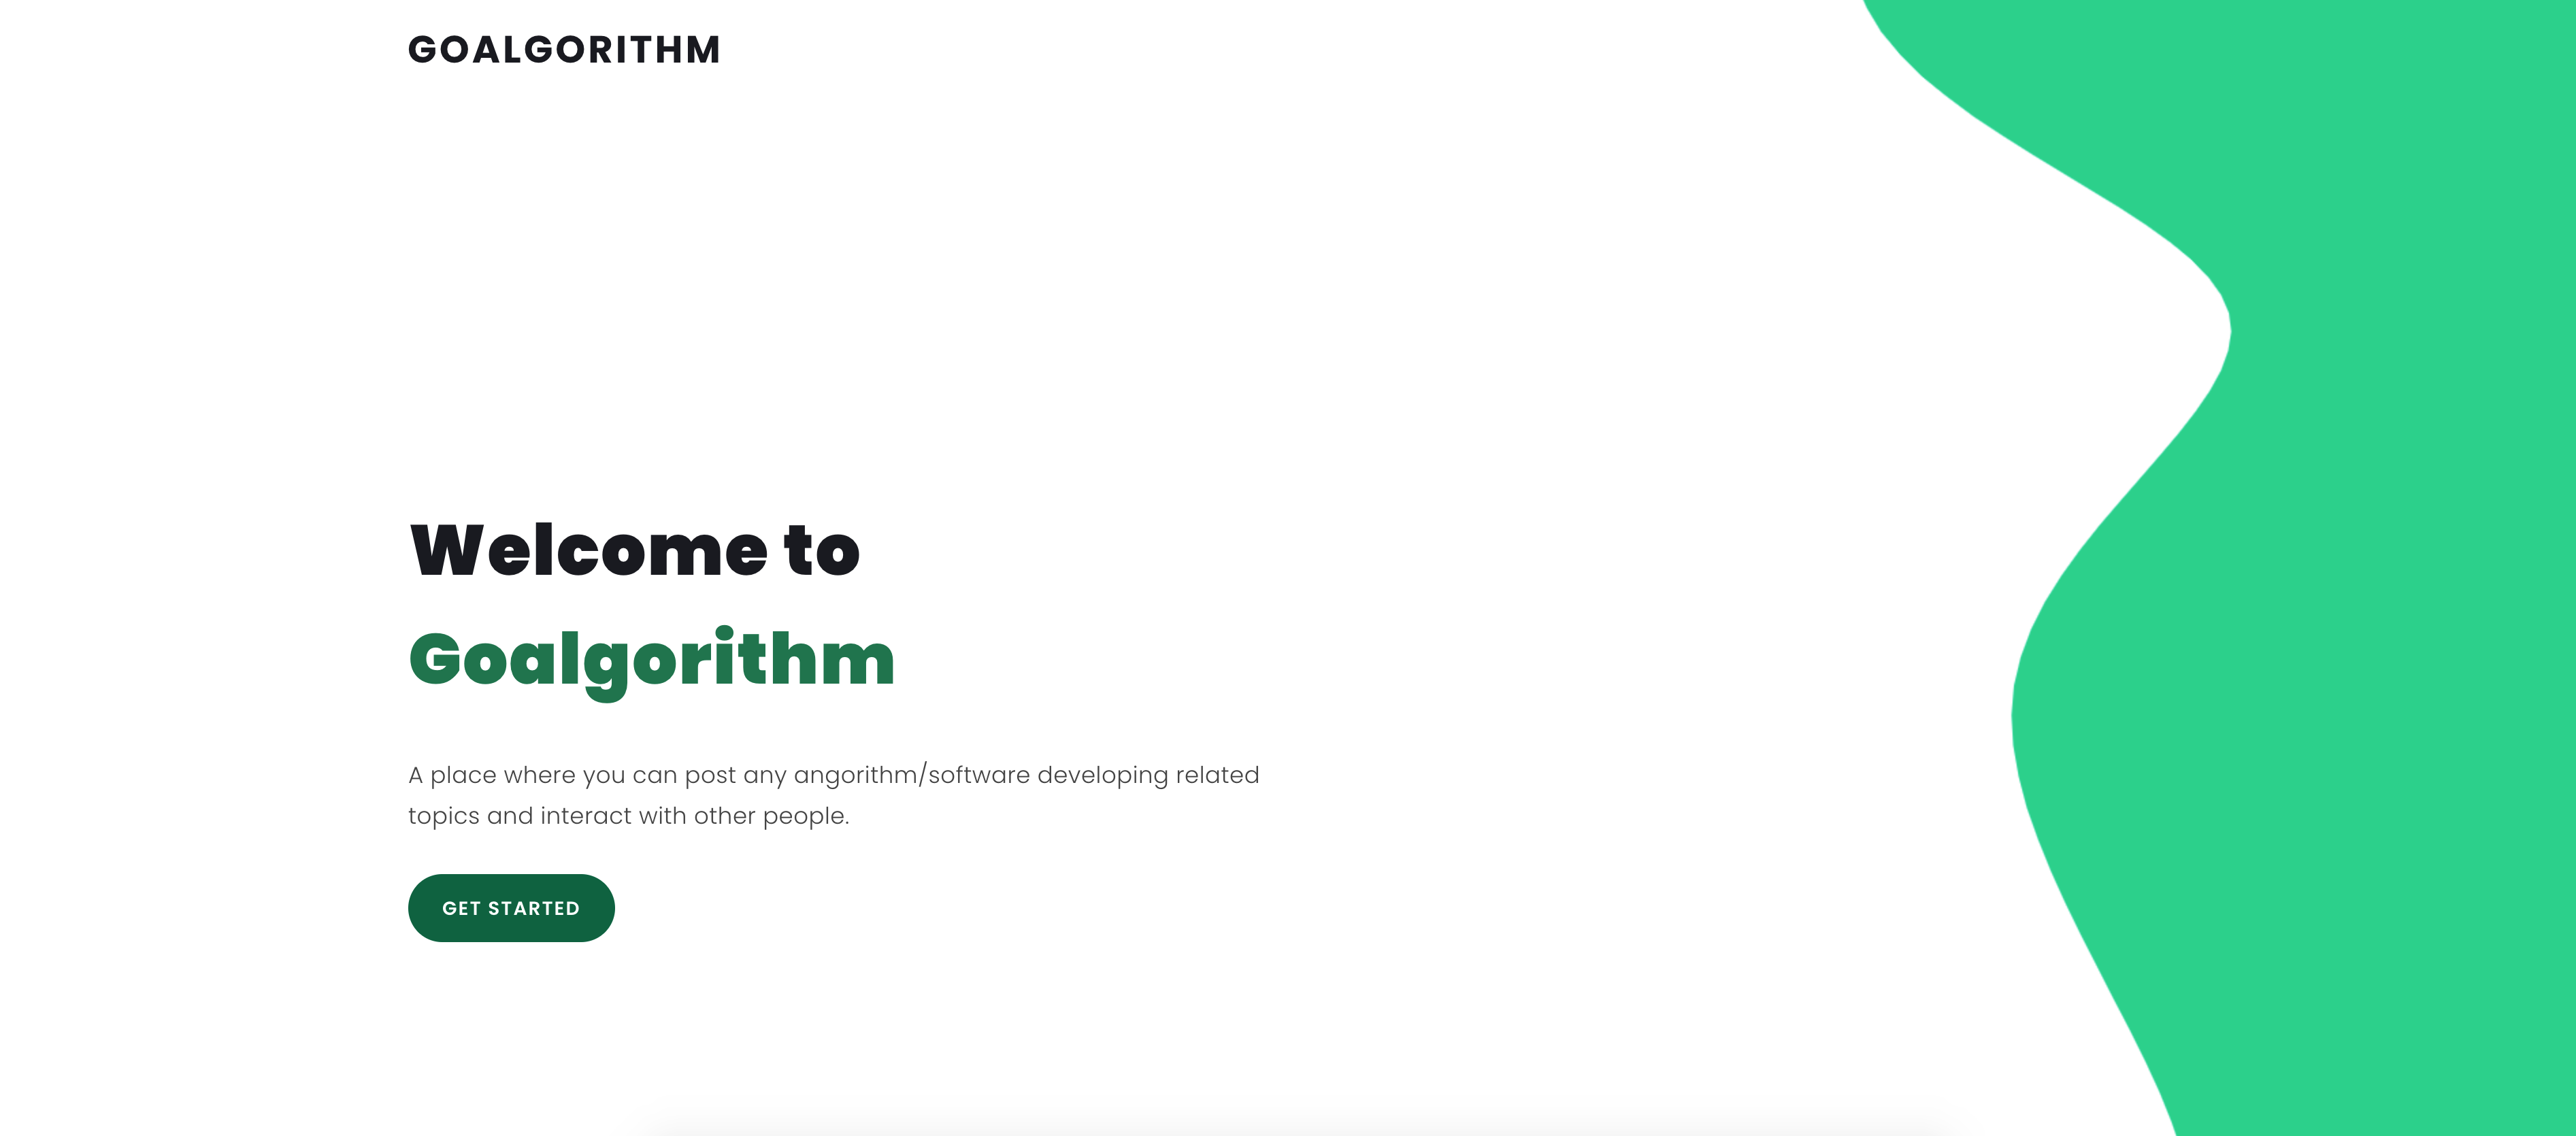 GOALGORITHM
Welcome to
Goalgorithm
A place where you can post any angorithm/software developing related
topics and interact with other people.
GET STARTED